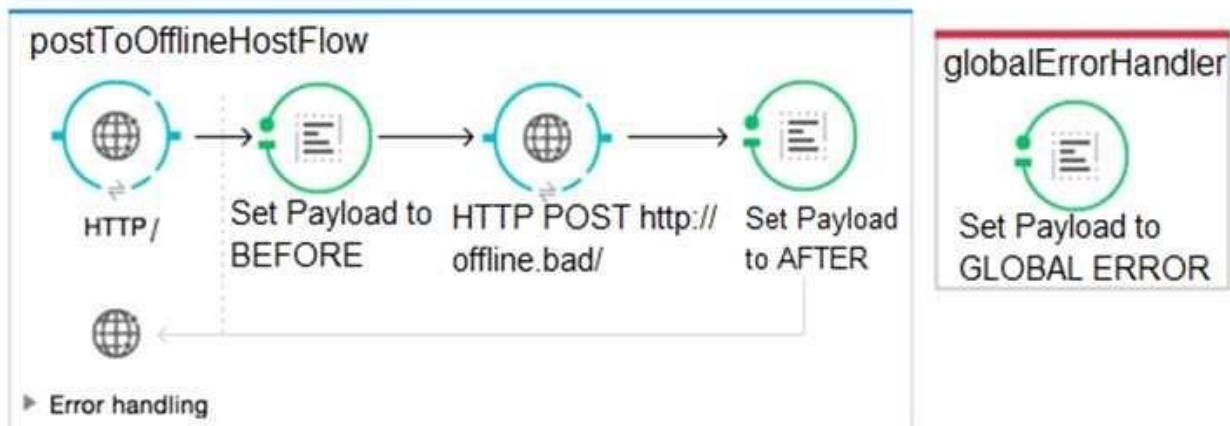 postToOfflineHostFlow
HTTP /
Set Payload to
BEFORE
HTTP POST http://
offline.bad/
Set Payload
to AFTER
Error handling
globalErrorHandler
Set Payload to
GLOBAL ERROR